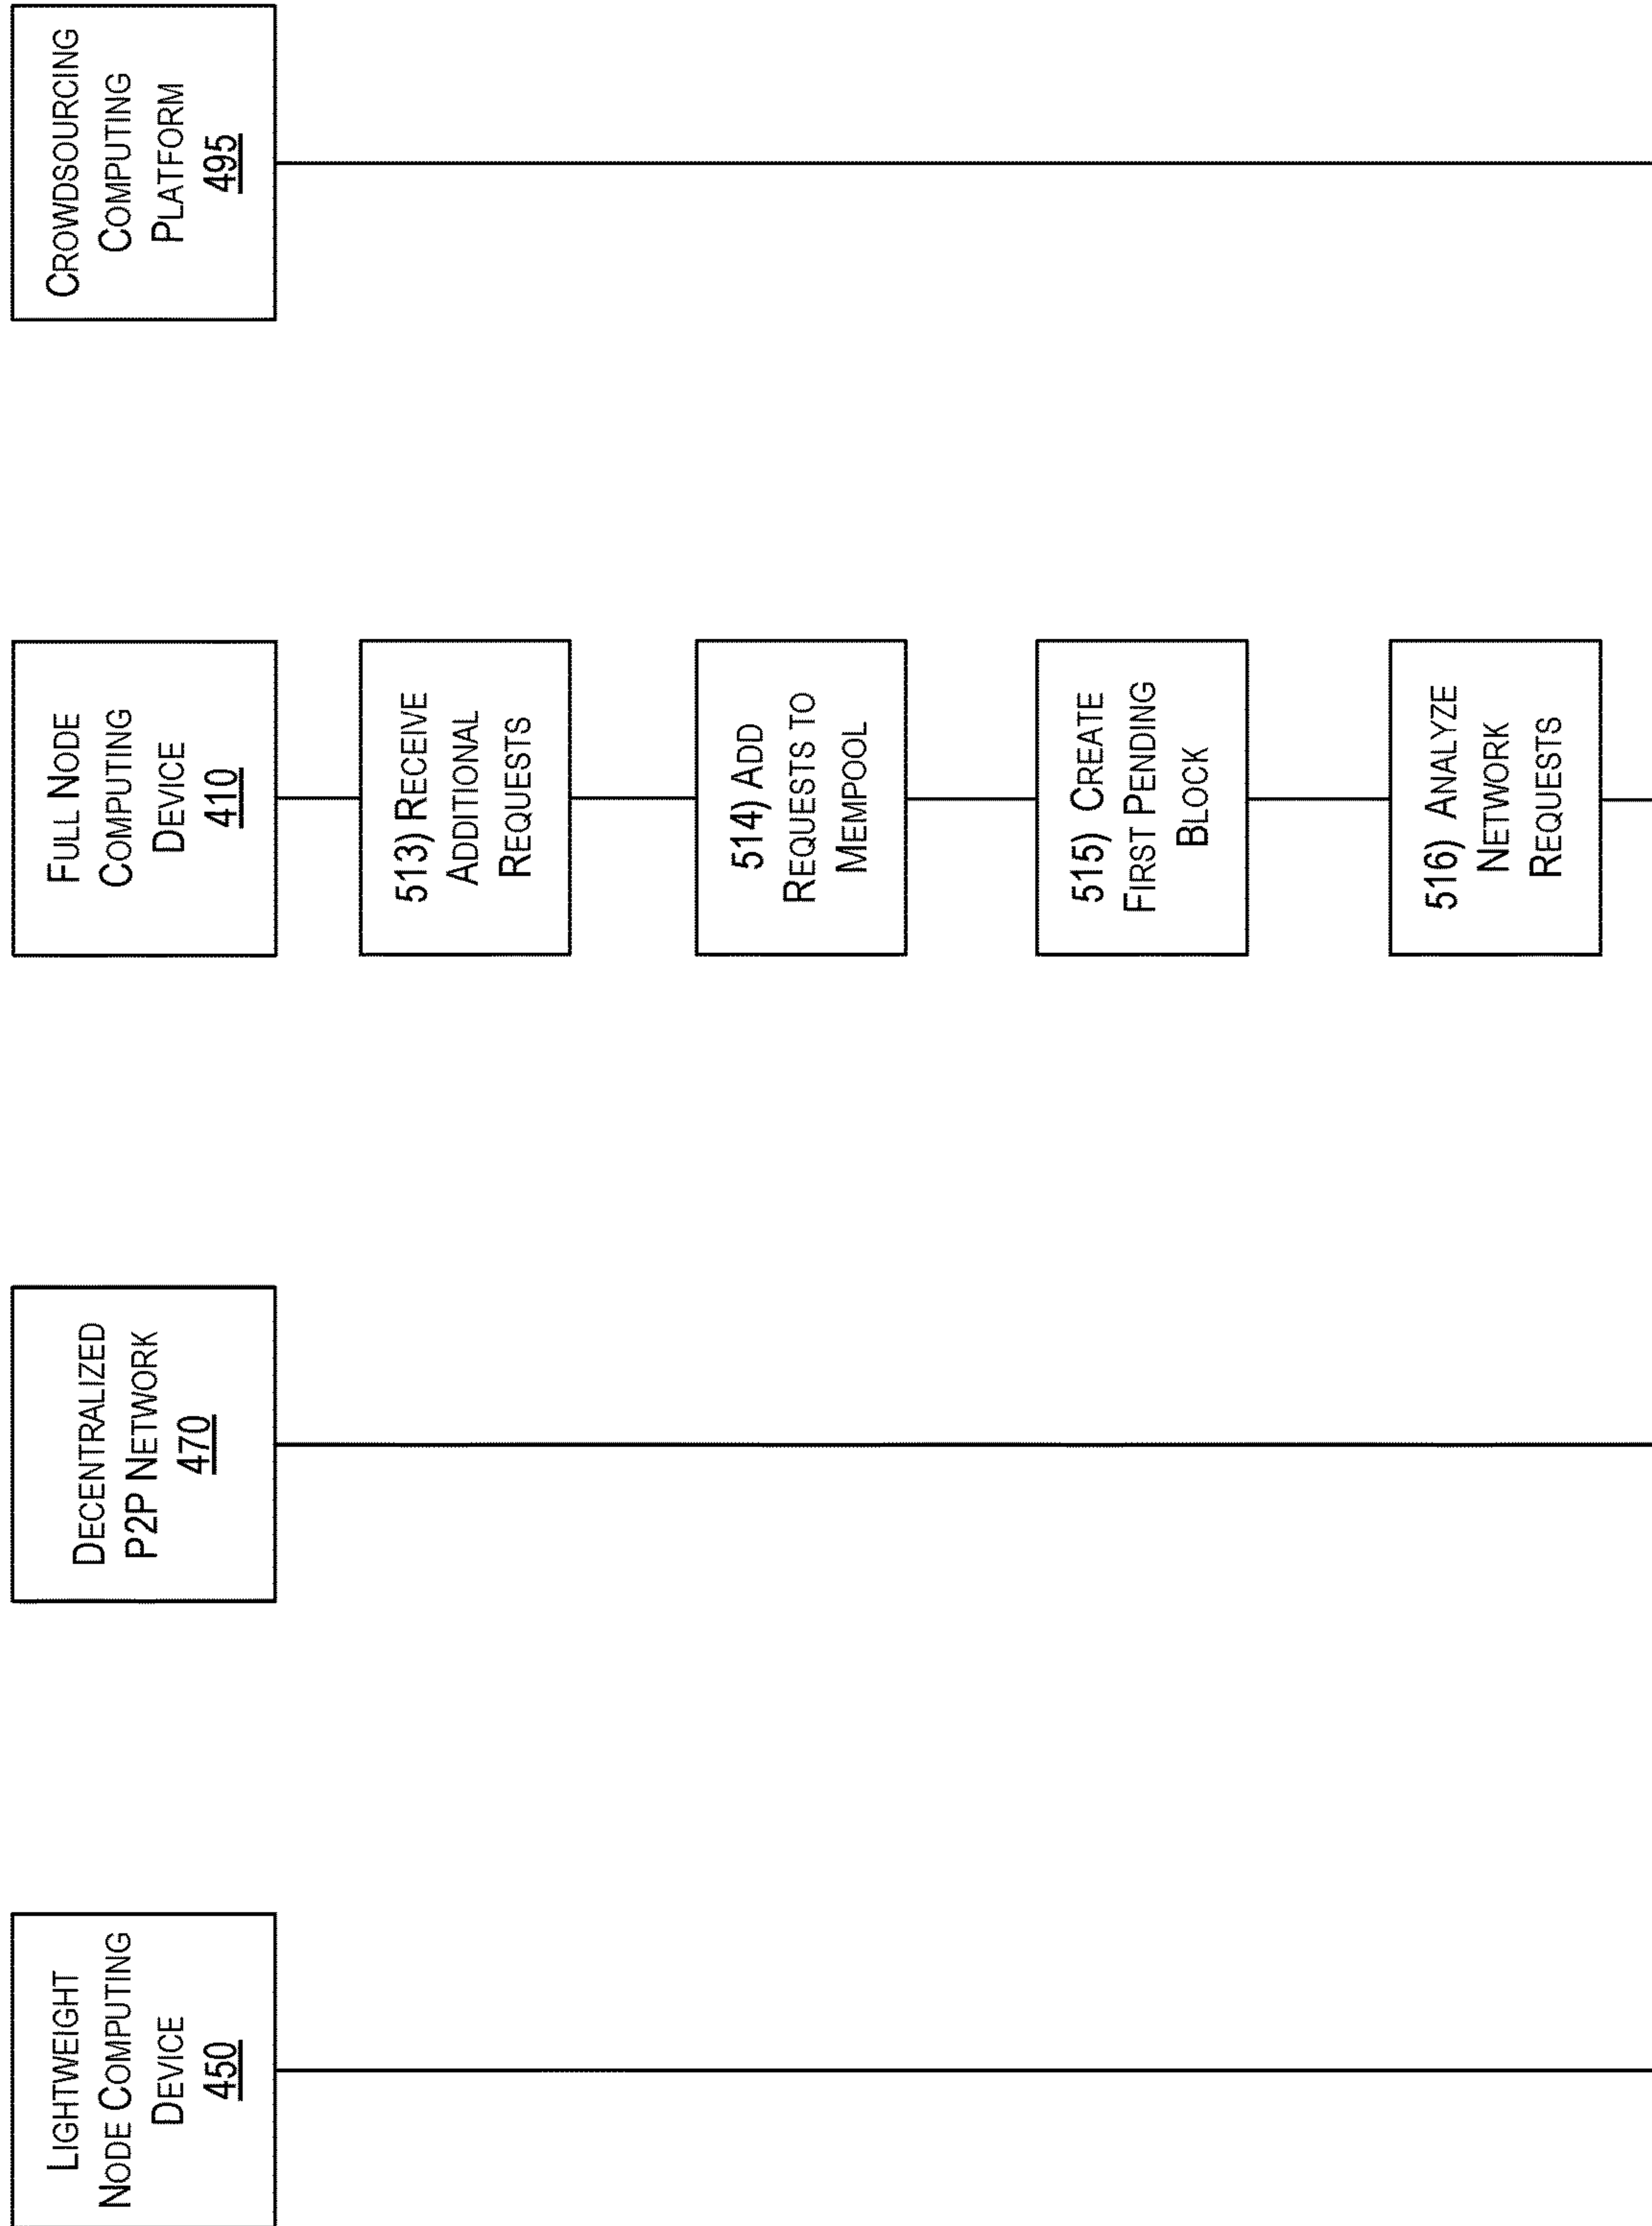 LIGHTWEIGHT
NODE COMPUTING
DEVICE
450
DECENTRALIZED
P2P NETWORK
470
FULL NODE
COMPUTING
DEVICE
410
CROWDSOURCING
COMPUTING
PLATFORM
495
513) RECEIVE
ADDITIONAL
REQUESTS
514) ADD
REQUESTS TO
MEMPOOL
515) CREATE
FIRST PENDING
BLOCK
516) ANALYZE
NETWORK
REQUESTS